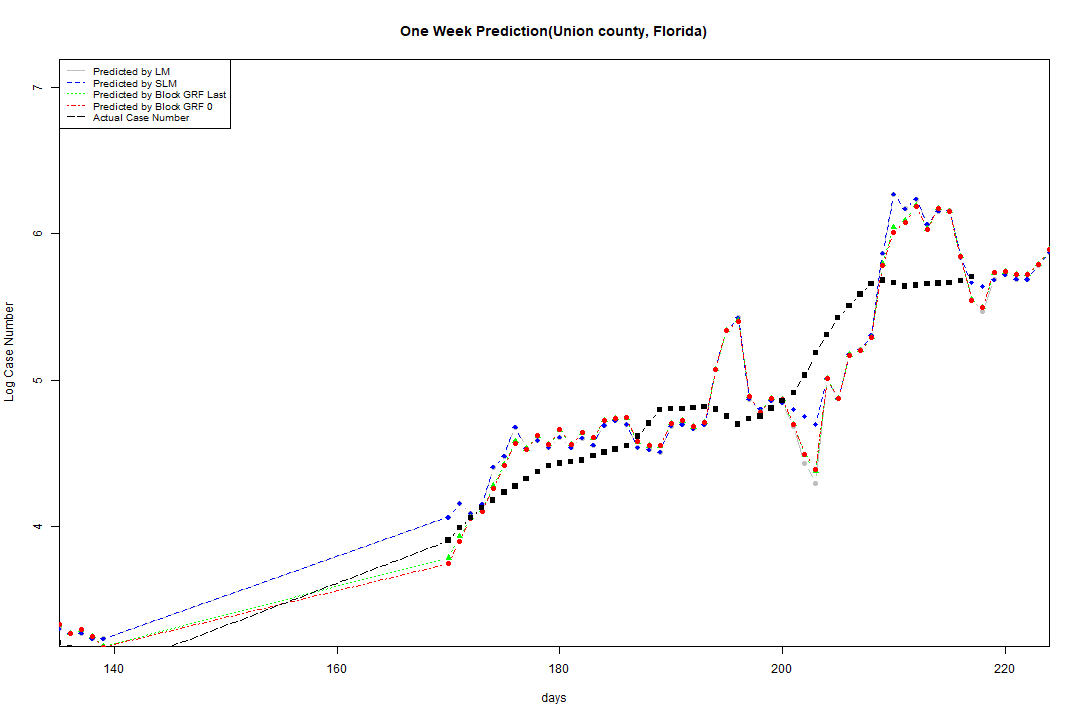 One Week Prediction(Union county, Florida)
Predicted by LM
Predicted by SLM
Predicted by Block GRF Last
Predicted by Block GRF 0
Actual Case Number
7
6
5
4
Log Case Number
140 160 180 200 220
days